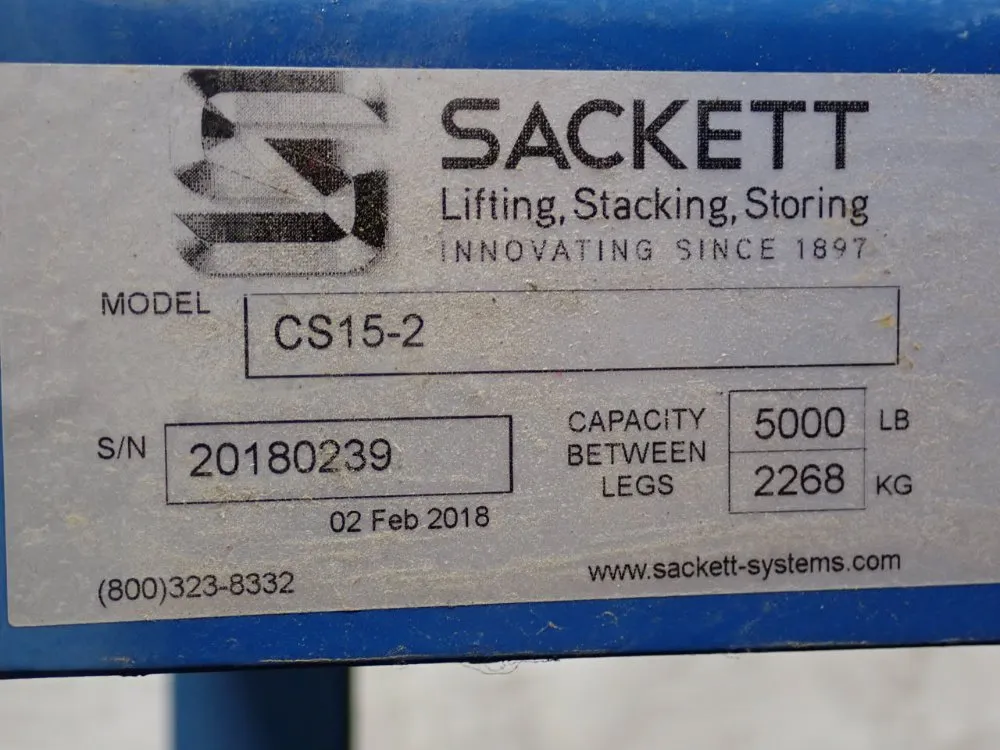 SACKETT
Lifting, Stacking, Storing
INNOVATING SINCE 1897
MODEL CS15-2
S/N 20180239
02 Feb 2018
CAPACITY
BETWEEN
LEGS
5000 LB
2268 KG
(800)323-8332
www.sackett-systems.com